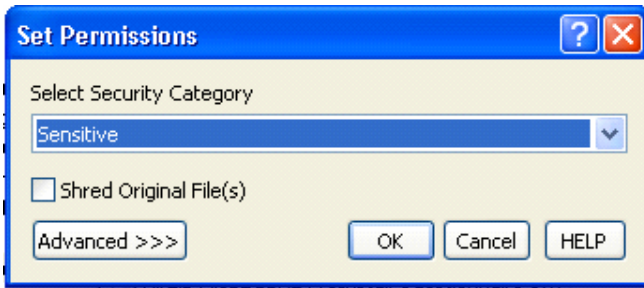 Set Permissions
Select Security Category
Sensitive
Shred Original File(s)
Advanced >>> OK Cancel HELP